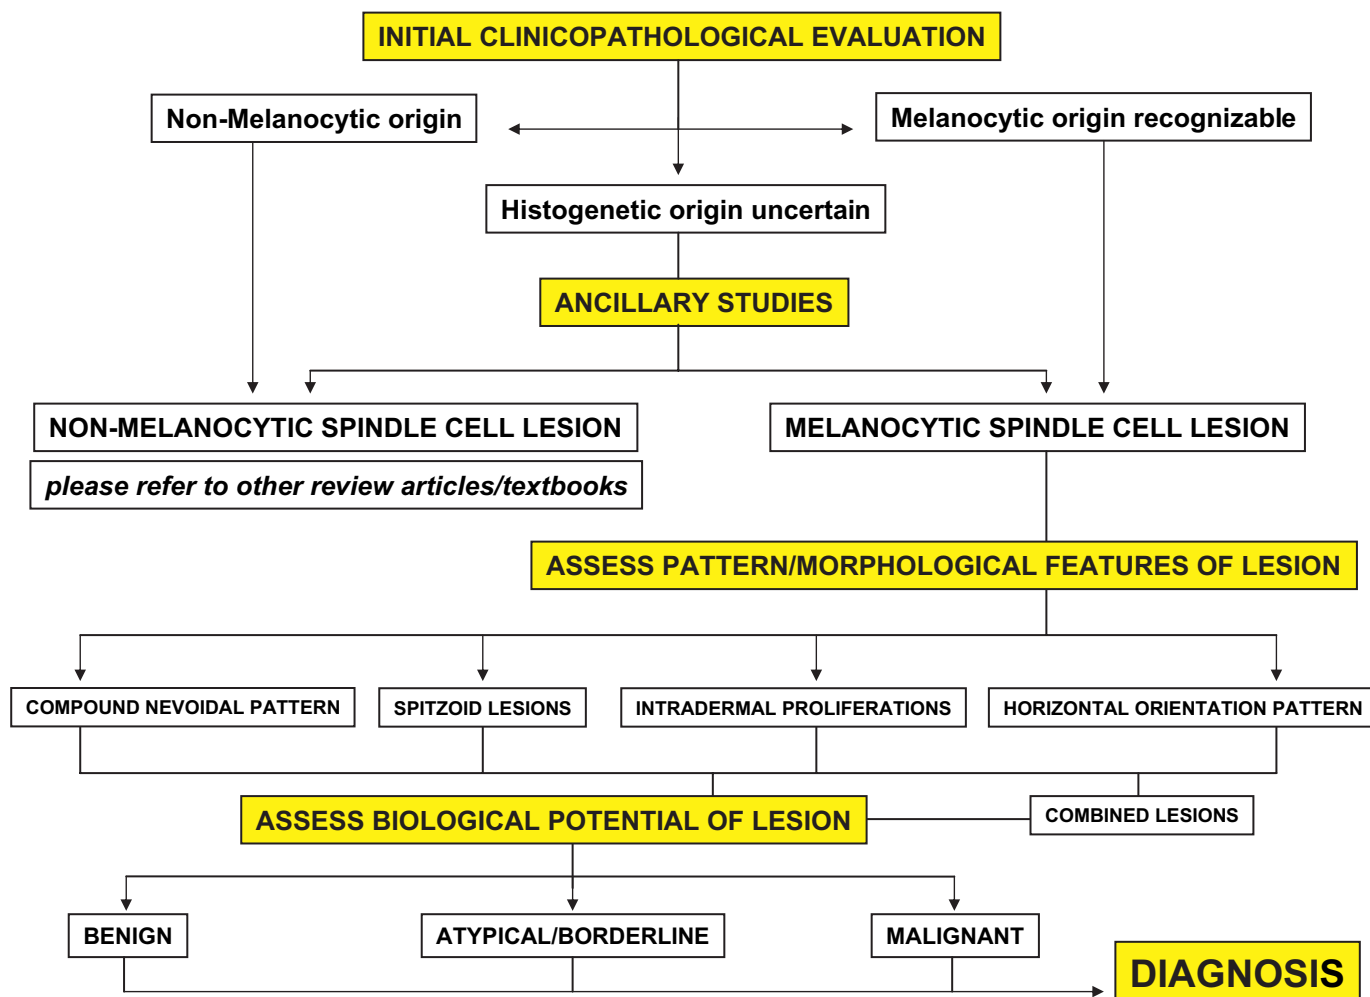 INITIAL CLINICOPATHOLOGICAL EVALUATION
Non-Melanocytic origin
Melanocytic origin recognizable
Histogenetic origin uncertain
ANCILLARY STUDIES
NON-MELANOCYTIC SPINDLE CELL LESION
MELANOCYTIC SPINDLE CELL LESION
please refer to other review articles/textbooks
ASSESS PATTERN/MORPHOLOGICAL FEATURES OF LESION
COMPOUND NEVOIDAL PATTERN
SPITZOID LESIONS
INTRADERMAL PROLIFERATIONS
HORIZONTAL ORIENTATION PATTERN
ASSESS BIOLOGICAL POTENTIAL OF LESION
COMBINED LESIONS
BENIGN
ATYPICAL/BORDERLINE
MALIGNANT
DIAGNOSIS